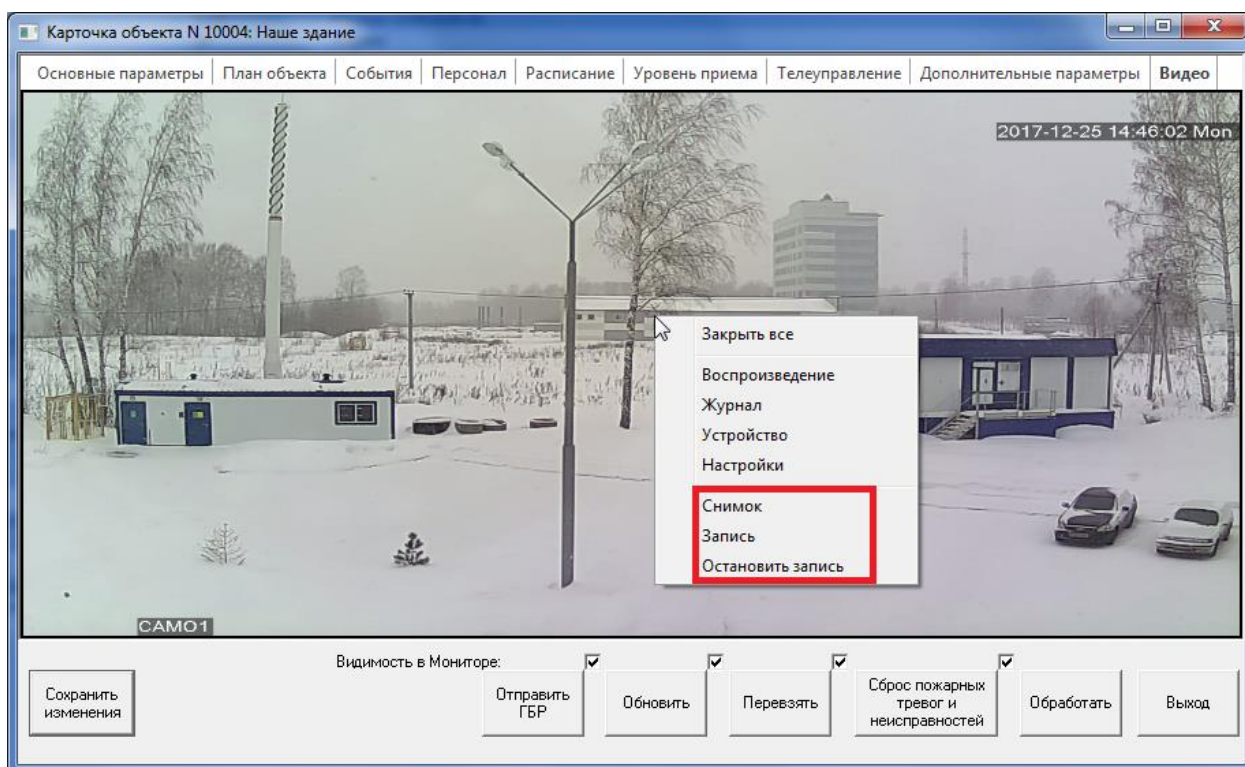 Карточка объекта N 10004: Наше здание
Основные параметры План объекта События Персонал Расписание Уровень приема Телеуправление Дополнительные параметры Видео
2017-12-25 14:46:02 Mon
Закрыть все
Воспроизведение
Журнал
Устройство
Настройки
Снимок
Запись
Остановить запись
CAM01
Видимость в Мониторе:
Сохранить
изменения
Отправить
ГБР
Обновить
Перевзять
Сброс пожарных
тревог и
неисправностей
Обработать
Выход